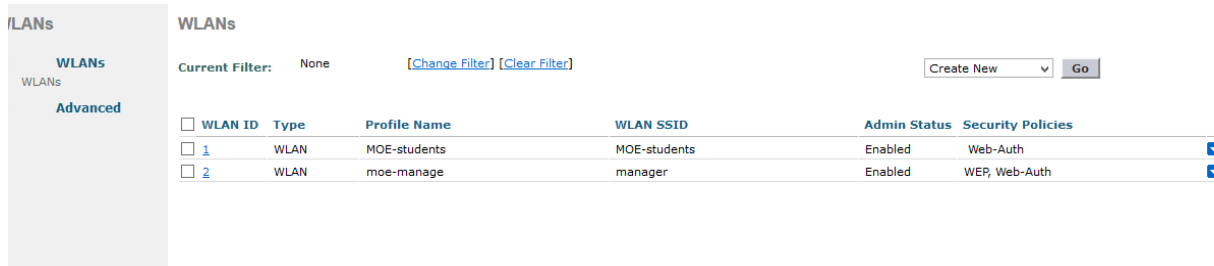 WLANs
WLANs
WLANs
WLANs
Advanced
Current Filter: None [Change Filter] [Clear Filter]
Create New Go
WLAN ID Type Profile Name WLAN SSID Admin Status Security Policies
1 WLAN MOE-students MOE-students Enabled Web-Auth
2 WLAN moe-manage manager Enabled WEP, Web-Auth